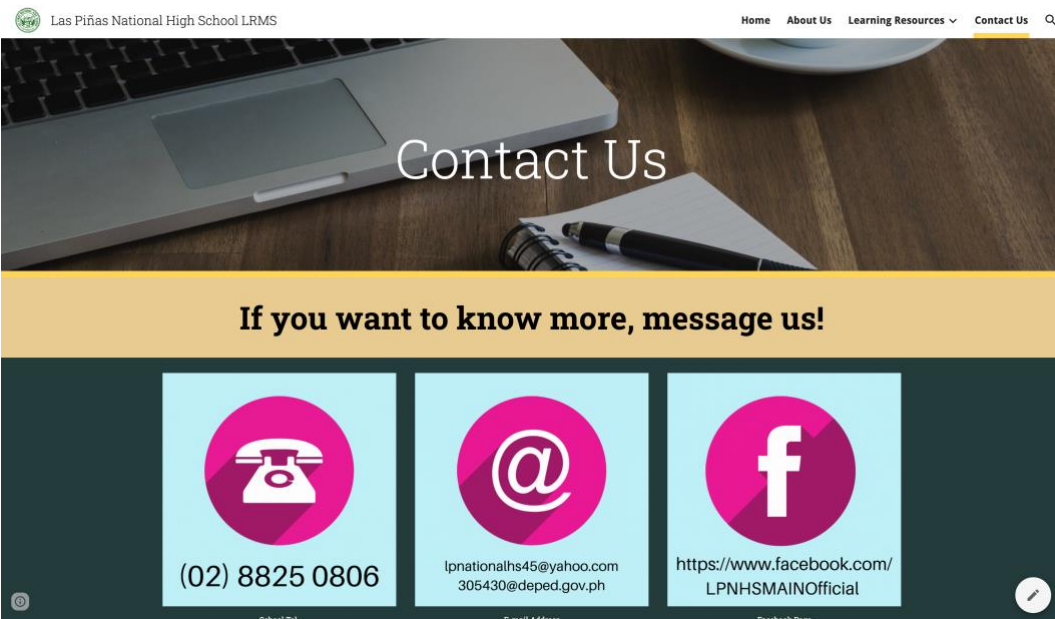 Las Piñas National High School LRMS
Home About Us Learning Resources Contact Us
Contact Us
If you want to know more, message us!
(02) 8825 0806
lpnationalhs45@yahoo.com
305430@deped.gov.ph
https://www.facebook.com/
LPNHSMAINOfficial